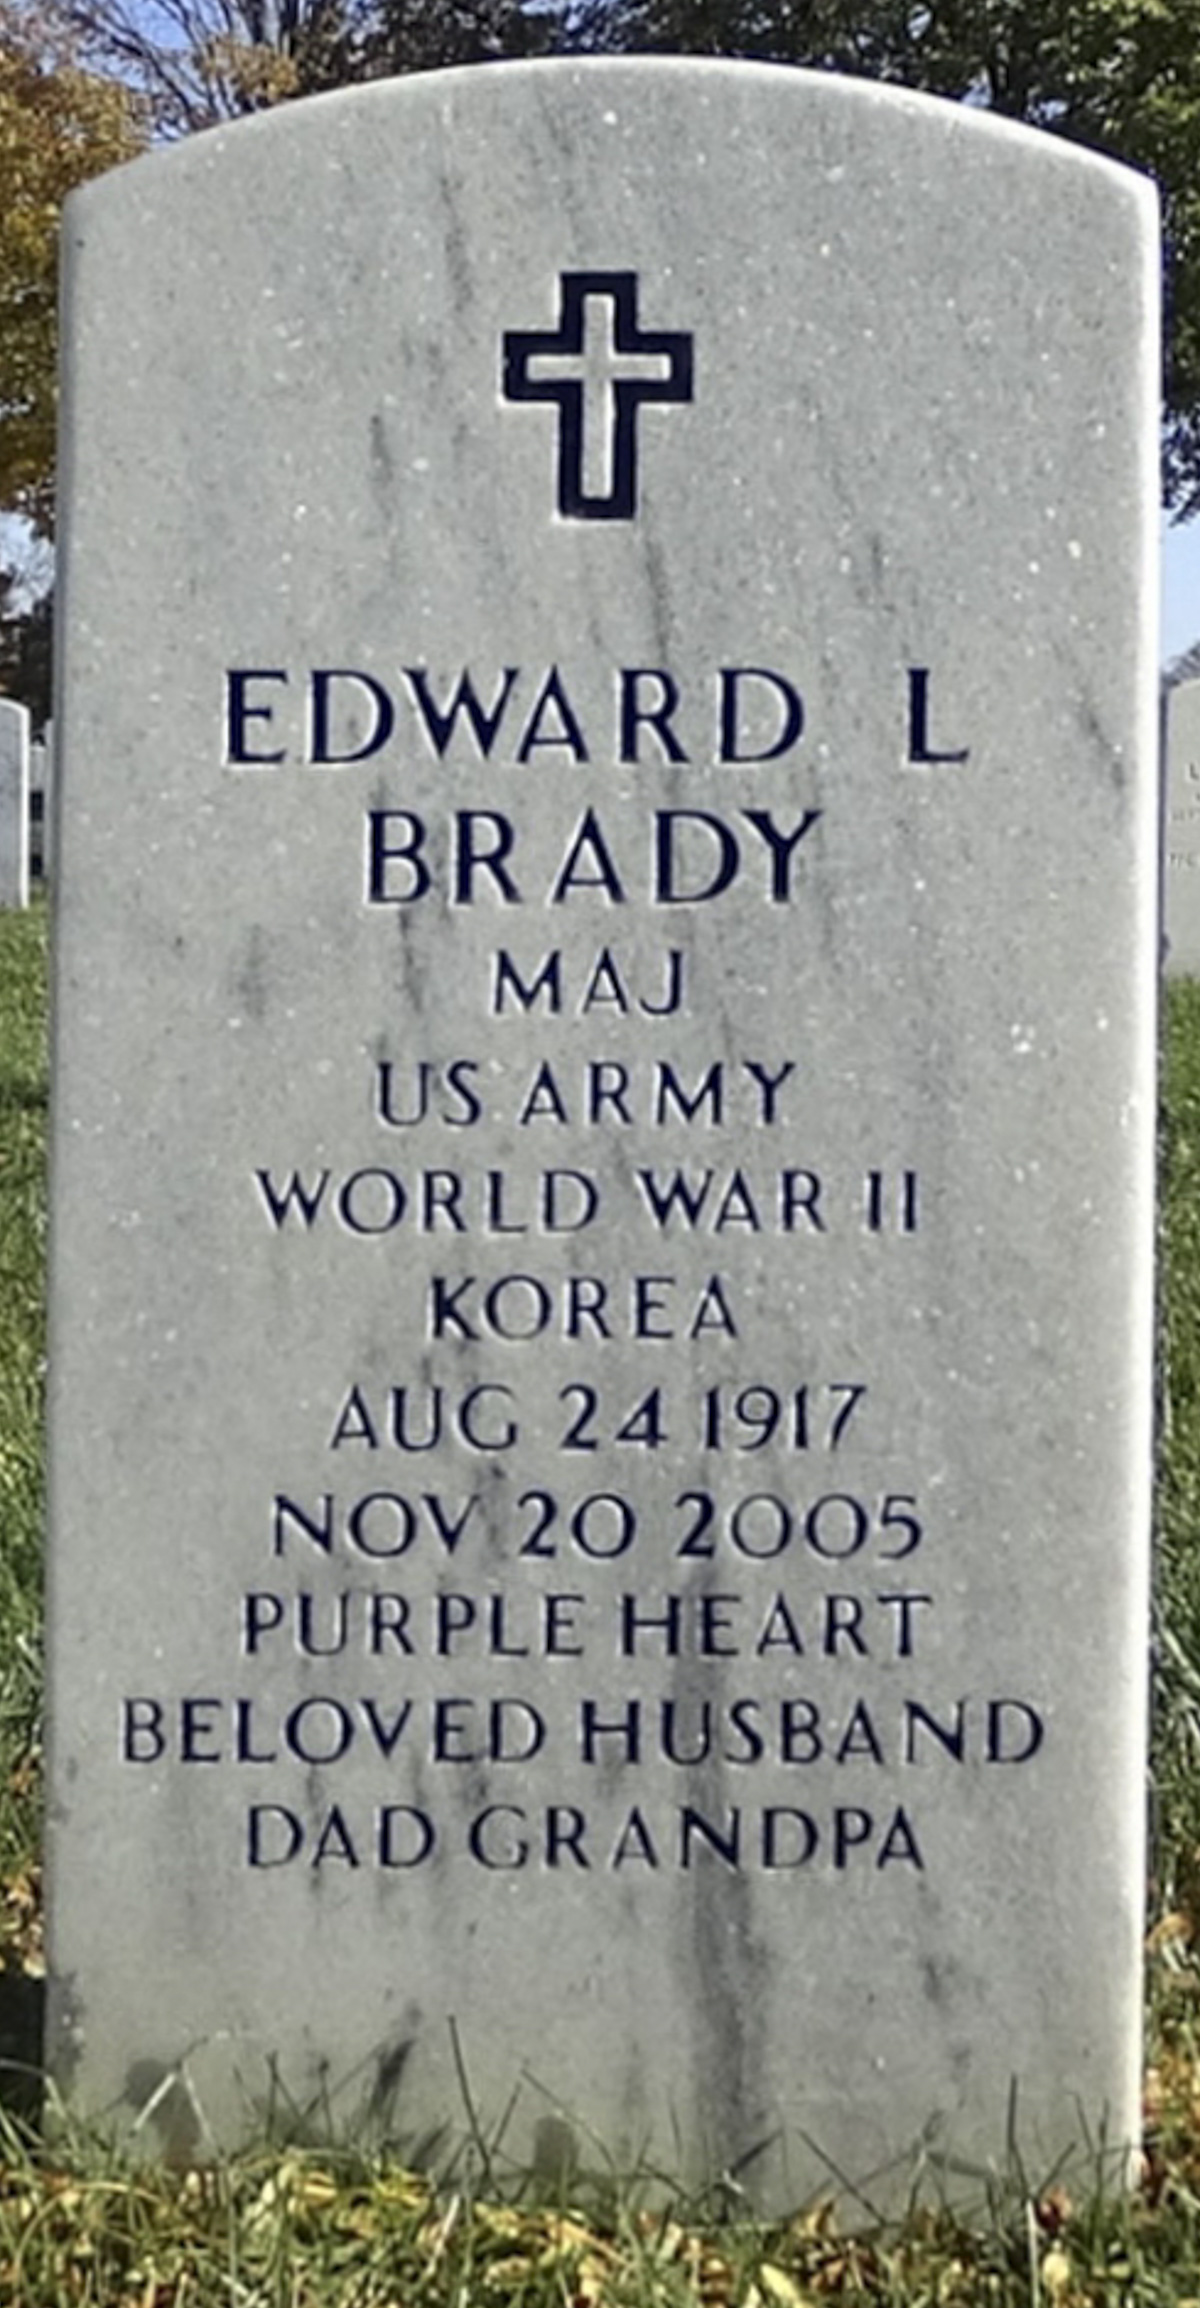 EDWARD L
BRADY
MAJ
US ARMY
WORLD WAR II
KOREA
AUG 24 1917
NOV 20 2005
PURPLE HEART
BELOVED HUSBAND
DAD GRANDPA